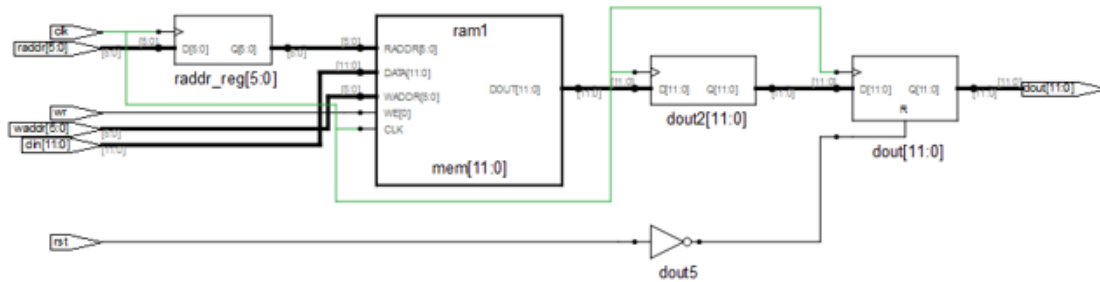 clk
raddr[5:0]
[5:0]
[5:0]
D[5:0]
Q[5:0]
[5:0]
raddr_reg[5:0]
ram1
[5:0]
RADDR[5:0]
[11:0]
DATA[11:0]
[5:0]
WADDR[5:0]
WE[0]
CLK
DOUT[11:0]
mem[11:0]
wr
waddr[5:0]
[5:0]
din[11:0]
[11:0]
[11:0]
[11:0]
D[11:0]
Q[11:0]
dout2[11:0]
[11:0]
[11:0]
D[11:0]
Q[11:0]
R
dout[11:0]
[11:0]
[11:0]
dout[11:0]
rst
dout5